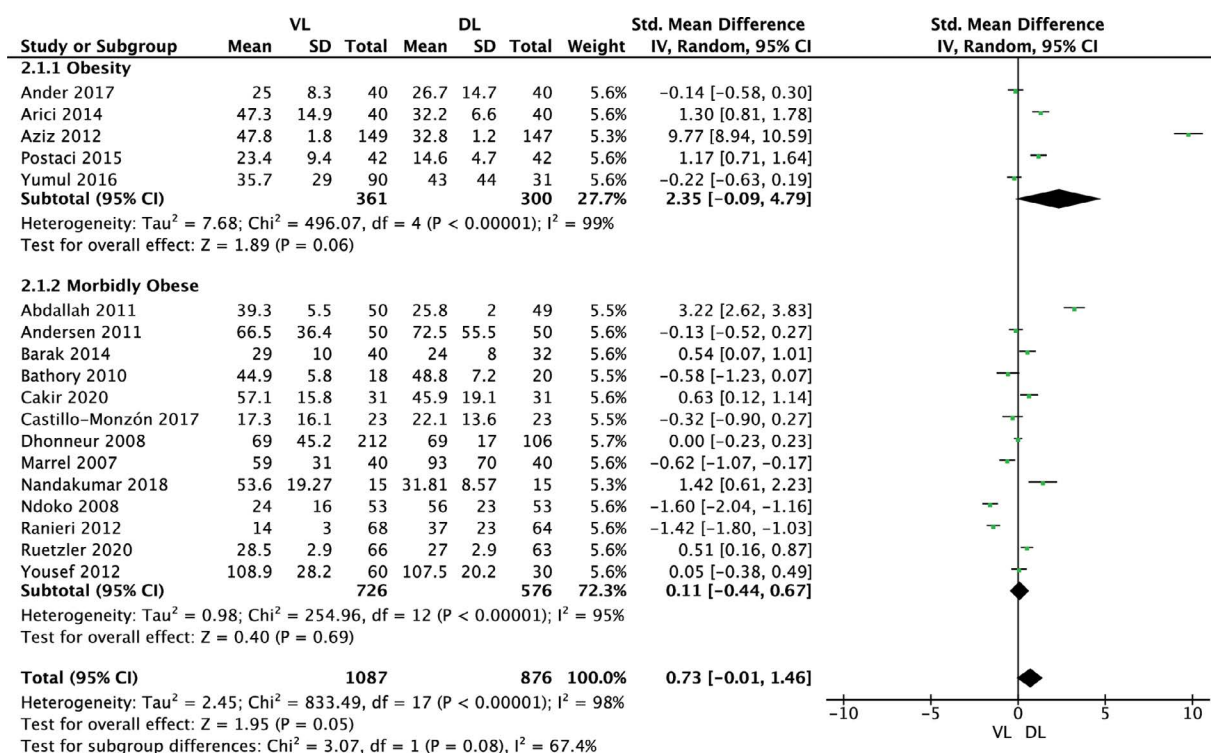 VL DL Std. Mean Difference Std. Mean Difference
Study or Subgroup Mean SD Total Mean SD Total Weight IV, Random, 95% CI IV, Random, 95% CI
2.1.1 Obesity
Ander 2017 25 8.3 40 26.7 14.7 40 5.6% −0.14 [−0.58, 0.30]
Arici 2014 47.3 14.9 40 32.2 6.6 40 5.6% 1.30 [0.81, 1.78]
Aziz 2012 47.8 1.8 149 32.8 1.2 147 5.3% 9.77 [8.94, 10.59]
Postaci 2015 23.4 9.4 42 14.6 4.7 42 5.6% 1.17 [0.71, 1.64]
Yumul 2016 35.7 29 90 43 44 31 5.6% −0.22 [−0.63, 0.19]
Subtotal (95% CI) 361 300 27.7% 2.35 [−0.09, 4.79]
Heterogeneity: Tau² = 7.68; Chi² = 496.07, df = 4 (P < 0.00001); I² = 99%
Test for overall effect: Z = 1.89 (P = 0.06)
2.1.2 Morbidly Obese
Abdallah 2011 39.3 5.5 50 25.8 2 49 5.5% 3.22 [2.62, 3.83]
Andersen 2011 66.5 36.4 50 72.5 55.5 50 5.6% −0.13 [−0.52, 0.27]
Barak 2014 29 10 40 24 8 32 5.6% 0.54 [0.07, 1.01]
Bathory 2010 44.9 5.8 18 48.8 7.2 20 5.5% −0.58 [−1.23, 0.07]
Cakir 2020 57.1 15.8 31 45.9 19.1 31 5.6% 0.63 [0.12, 1.14]
Castillo-Monzón 2017 17.3 16.1 23 22.1 13.6 23 5.5% −0.32 [−0.90, 0.27]
Dhonneur 2008 69 45.2 212 69 17 106 5.7% 0.00 [−0.23, 0.23]
Marrel 2007 59 31 40 93 70 40 5.6% −0.62 [−1.07, −0.17]
Nandakumar 2018 53.6 19.27 15 31.81 8.57 15 5.3% 1.42 [0.61, 2.23]
Ndoko 2008 24 16 53 56 23 53 5.6% −1.60 [−2.04, −1.16]
Ranieri 2012 14 3 68 37 23 64 5.6% −1.42 [−1.80, −1.03]
Ruetzler 2020 28.5 2.9 66 27 2.9 63 5.6% 0.51 [0.16, 0.87]
Yousef 2012 108.9 28.2 60 107.5 20.2 30 5.6% 0.05 [−0.38, 0.49]
Subtotal (95% CI) 726 576 72.3% 0.11 [−0.44, 0.67]
Heterogeneity: Tau² = 0.98; Chi² = 254.96, df = 12 (P < 0.00001); I² = 95%
Test for overall effect: Z = 0.40 (P = 0.69)
Total (95% CI) 1087 876 100.0% 0.73 [−0.01, 1.46]
Heterogeneity: Tau² = 2.45; Chi² = 833.49, df = 17 (P < 0.00001); I² = 98%
Test for overall effect: Z = 1.95 (P = 0.05)
Test for subgroup differences: Chi² = 3.07, df = 1 (P = 0.08), I² = 67.4%
−10 −5 0 5 10
VL DL